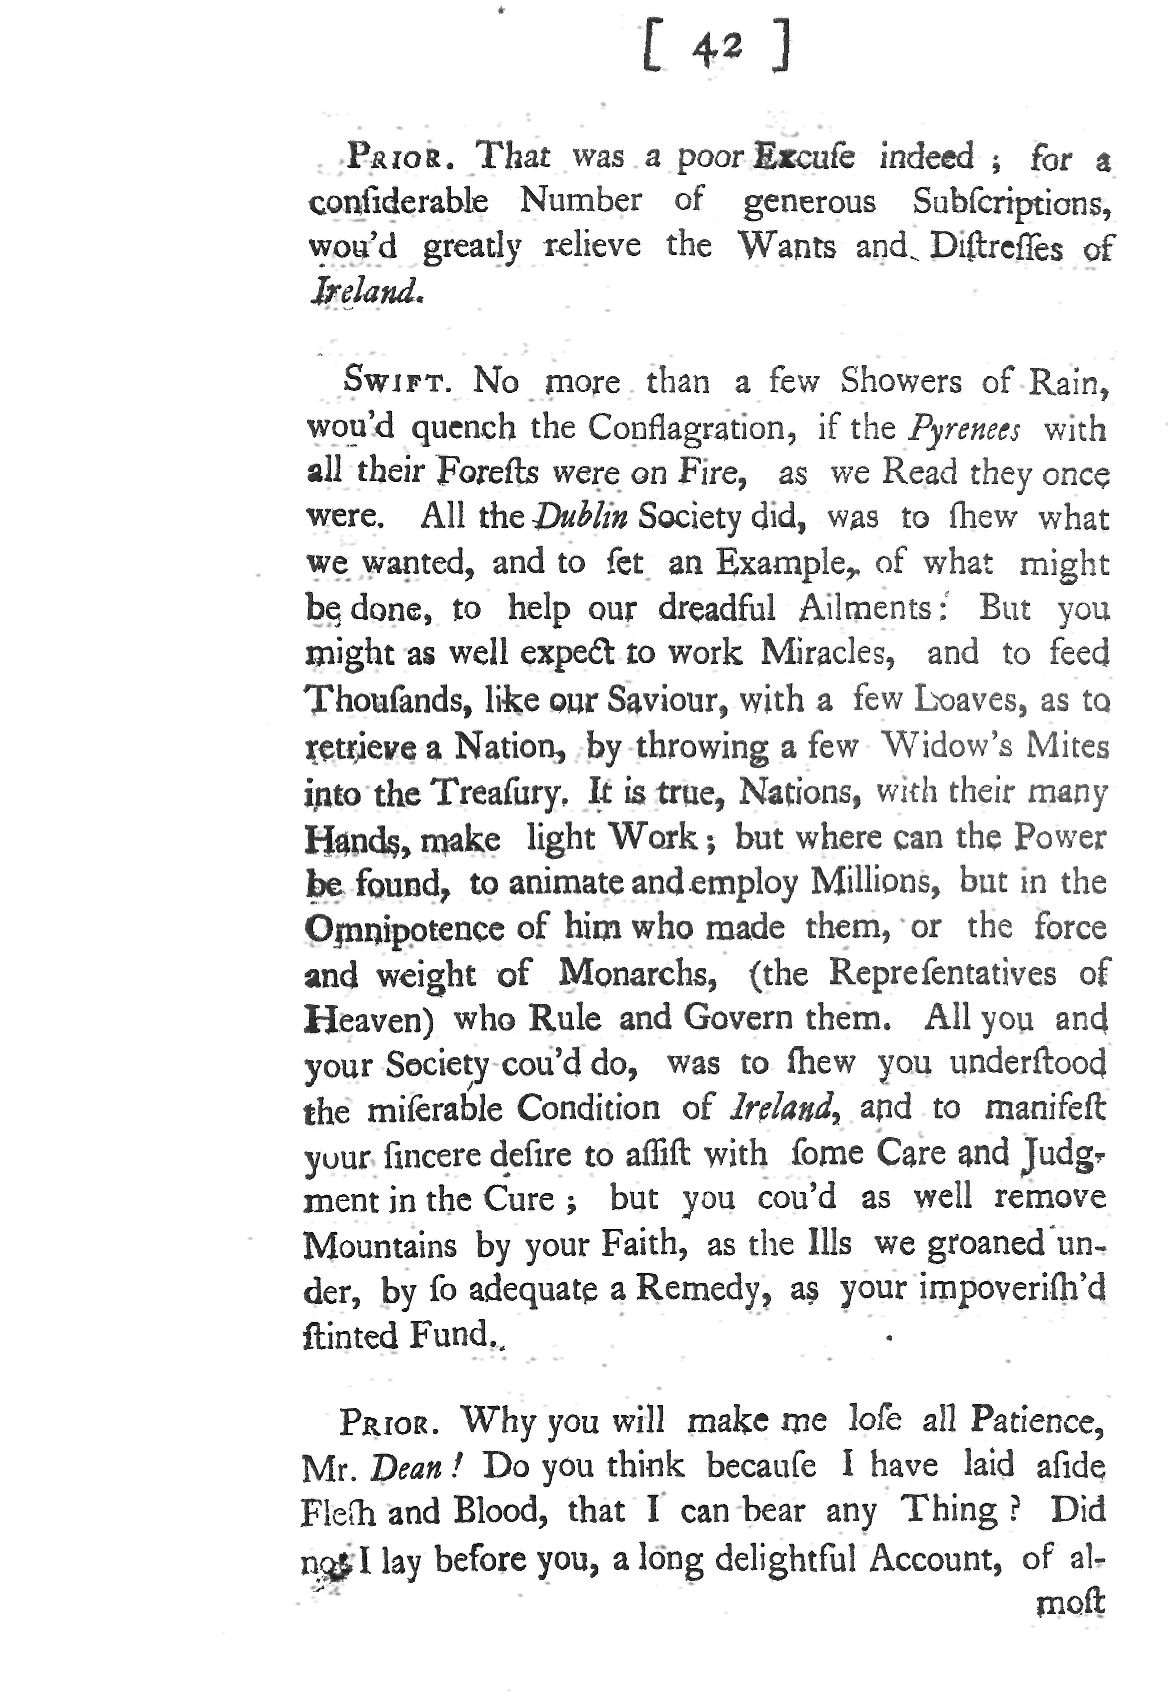 [ 42 ]
PRIOR. That was a poor Excuſe indeed ; for a
conſiderable Number of generous Subſcriptions,
wou'd greatly relieve the Wants and Diſtreſſes of
Ireland.
SWIFT. No more than a few Showers of Rain,
wou'd quench the Conflagration, if the Pyrenees with
all their Foreſts were on Fire, as we Read they once
were. All the Dublin Society did, was to ſhew what
we wanted, and to ſet an Example, of what might
be done, to help our dreadful Ailments: But you
might as well expect to work Miracles, and to feed
Thouſands, like our Saviour, with a few Loaves, as to
retrieve a Nation, by throwing a few Widow's Mites
into the Treaſury. It is true, Nations, with their many
Hands, make light Work ; but where can the Power
be found, to animate and employ Millions, but in the
Omnipotence of him who made them, or the force
and weight of Monarchs, (the Repreſentatives of
Heaven) who Rule and Govern them. All you and
your Society cou'd do, was to ſhew you underſtood
the miſerable Condition of Ireland, and to manifeſt
your ſincere deſire to aſſiſt with ſome Care and Judg-
ment in the Cure ; but you cou'd as well remove
Mountains by your Faith, as the Ills we groaned un-
der, by ſo adequate a Remedy, as your impoveriſh'd
ſtinted Fund.
PRIOR. Why you will make me loſe all Patience,
Mr. Dean ! Do you think becauſe I have laid aſide
Fleſh and Blood, that I can bear any Thing ? Did
not I lay before you, a long delightful Account, of al-
moſt